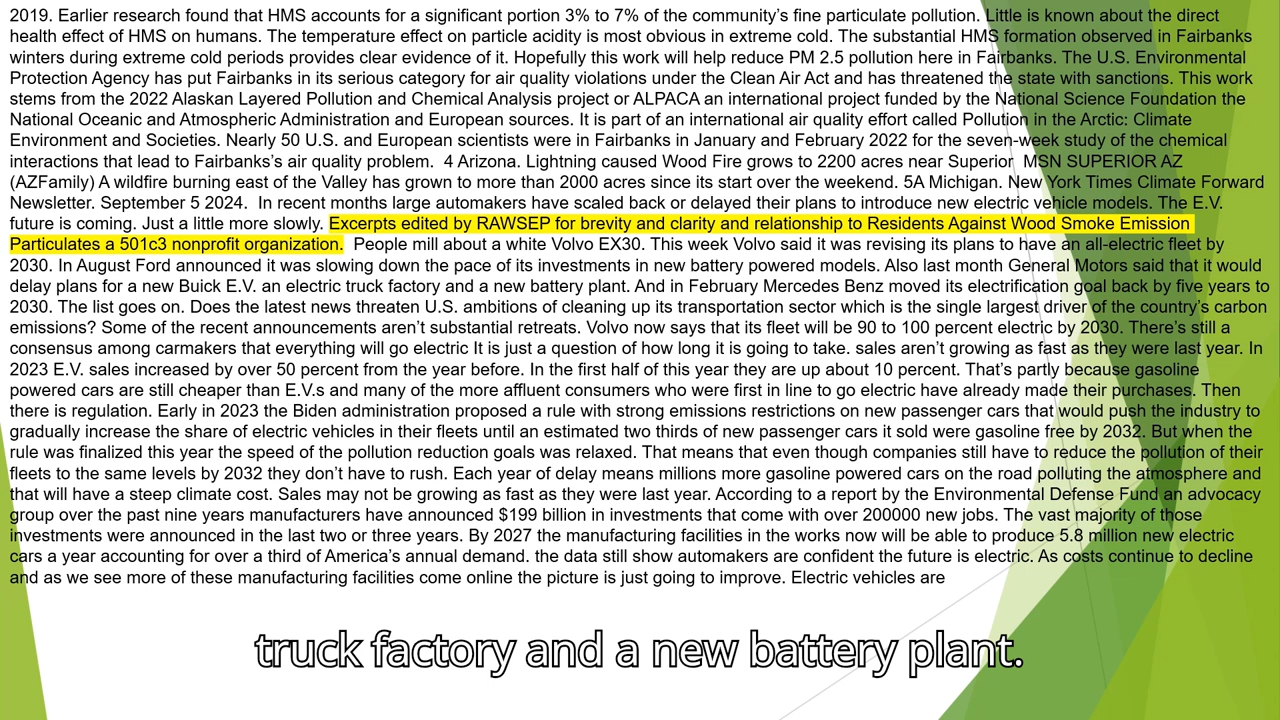 2019. Earlier research found that HMS accounts for a significant portion 3% to 7% of the community's fine particulate pollution. Little is known about the direct
health effect of HMS on humans. The temperature effect on particle acidity is most obvious in extreme cold. The substantial HMS formation observed in Fairbanks
winters during extreme cold periods provides clear evidence of it. Hopefully this work will help reduce PM 2.5 pollution here in Fairbanks. The U.S. Environmental
Protection Agency has put Fairbanks in its serious category for air quality violations under the Clean Air Act and has threatened the state with sanctions. This work
stems from the 2022 Alaskan Layered Pollution and Chemical Analysis project or ALPACA an international project funded by the National Science Foundation the
National Oceanic and Atmospheric Administration and European sources. It is part of an international air quality effort called Pollution in the Arctic: Climate
Environment and Societies. Nearly 50 U.S. and European scientists were in Fairbanks in January and February 2022 for the seven-week study of the chemical
interactions that lead to Fairbanks's air quality problem.  4 Arizona. Lightning caused Wood Fire grows to 2200 acres near Superior  MSN SUPERIOR AZ
(AZFamily) A wildfire burning east of the Valley has grown to more than 2000 acres since its start over the weekend. 5A Michigan. New York Times Climate Forward
Newsletter. September 5 2024.  In recent months large automakers have scaled back or delayed their plans to introduce new electric vehicle models. The E.V.
future is coming. Just a little more slowly. Excerpts edited by RAWSEP for brevity and clarity and relationship to Residents Against Wood Smoke Emission
Particulates a 501c3 nonprofit organization.  People mill about a white Volvo EX30. This week Volvo said it was revising its plans to have an all-electric fleet by
2030. In August Ford announced it was slowing down the pace of its investments in new battery powered models. Also last month General Motors said that it would
delay plans for a new Buick E.V. an electric truck factory and a new battery plant. And in February Mercedes Benz moved its electrification goal back by five years to
2030. The list goes on. Does the latest news threaten U.S. ambitions of cleaning up its transportation sector which is the single largest driver of the country's carbon
emissions? Some of the recent announcements aren't substantial retreats. Volvo now says that its fleet will be 90 to 100 percent electric by 2030. There's still a
consensus among carmakers that everything will go electric It is just a question of how long it is going to take. sales aren't growing as fast as they were last year. In
2023 E.V. sales increased by over 50 percent from the year before. In the first half of this year they are up about 10 percent. That's partly because gasoline
powered cars are still cheaper than E.V.s and many of the more affluent consumers who were first in line to go electric have already made their purchases. Then
there is regulation. Early in 2023 the Biden administration proposed a rule with strong emissions restrictions on new passenger cars that would push the industry to
gradually increase the share of electric vehicles in their fleets until an estimated two thirds of new passenger cars it sold were gasoline free by 2032. But when the
rule was finalized this year the speed of the pollution reduction goals was relaxed. That means that even though companies still have to reduce the pollution of their
fleets to the same levels by 2032 they don't have to rush. Each year of delay means millions more gasoline powered cars on the road polluting the atmosphere and
that will have a steep climate cost. Sales may not be growing as fast as they were last year. According to a report by the Environmental Defense Fund an advocacy
group over the past nine years manufacturers have announced $199 billion in investments that come with over 200000 new jobs. The vast majority of those
investments were announced in the last two or three years. By 2027 the manufacturing facilities in the works now will be able to produce 5.8 million new electric
cars a year accounting for over a third of America's annual demand. the data still show automakers are confident the future is electric. As costs continue to decline
and as we see more of these manufacturing facilities come online the picture is just going to improve. Electric vehicles are
truck factory and a new battery plant.